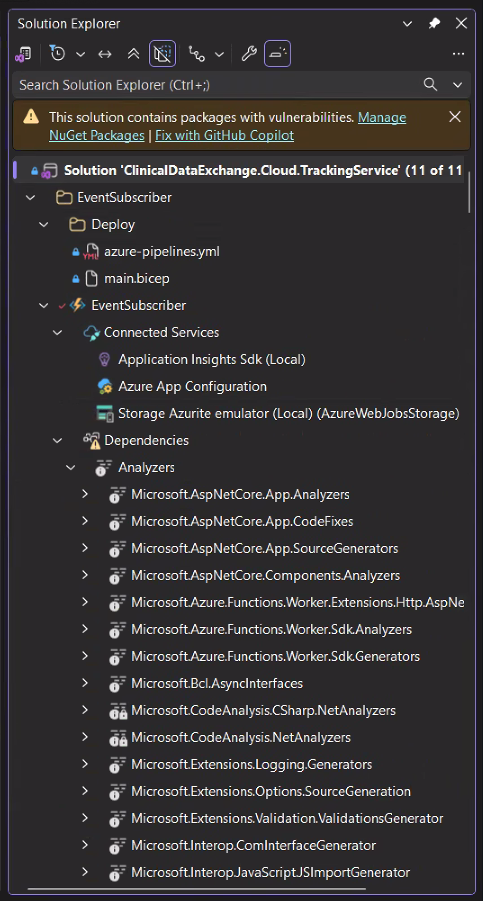 Solution Explorer
Search Solution Explorer (Ctrl+;)
This solution contains packages with vulnerabilities. Manage
NuGet Packages | Fix with GitHub Copilot
Solution 'ClinicalDataExchange.Cloud.TrackingService' (11 of 11
EventSubscriber
Deploy
azure-pipelines.yml
main.bicep
EventSubscriber
Connected Services
Application Insights Sdk (Local)
Azure App Configuration
Storage Azurite emulator (Local) (AzureWebJobsStorage)
Dependencies
Analyzers
Microsoft.AspNetCore.App.Analyzers
Microsoft.AspNetCore.App.CodeFixes
Microsoft.AspNetCore.App.SourceGenerators
Microsoft.AspNetCore.Components.Analyzers
Microsoft.Azure.Functions.Worker.Extensions.Http.AspNe
Microsoft.Azure.Functions.Worker.Sdk.Analyzers
Microsoft.Azure.Functions.Worker.Sdk.Generators
Microsoft.Bcl.AsyncInterfaces
Microsoft.CodeAnalysis.CSharp.NetAnalyzers
Microsoft.CodeAnalysis.NetAnalyzers
Microsoft.Extensions.Logging.Generators
Microsoft.Extensions.Options.SourceGeneration
Microsoft.Extensions.Validation.ValidationsGenerator
Microsoft.Interop.ComInterfaceGenerator
Microsoft.Interop.JavaScript.JSImportGenerator